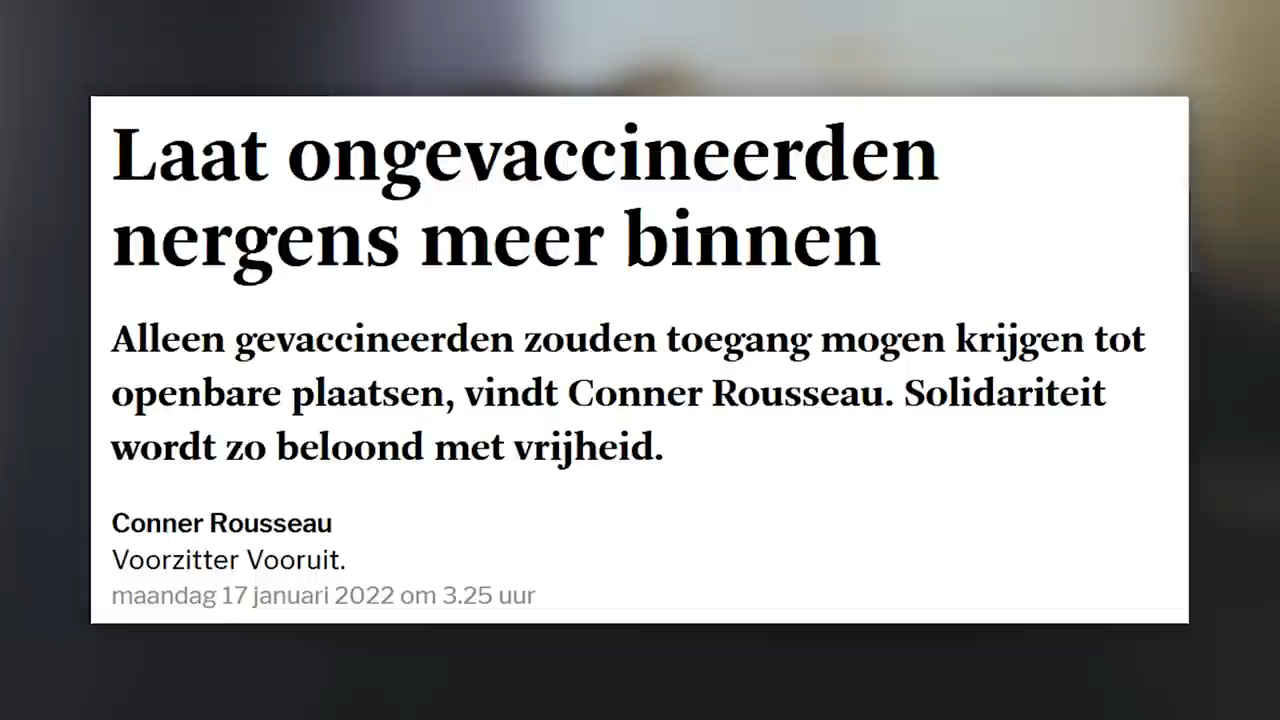 Laat ongevaccineerden
nergens meer binnen
Alleen gevaccineerden zouden toegang mogen krijgen tot
openbare plaatsen, vindt Conner Rousseau. Solidariteit
wordt zo beloond met vrijheid.
Conner Rousseau
Voorzitter Vooruit.
maandag 17 januari 2022 om 3.25 uur